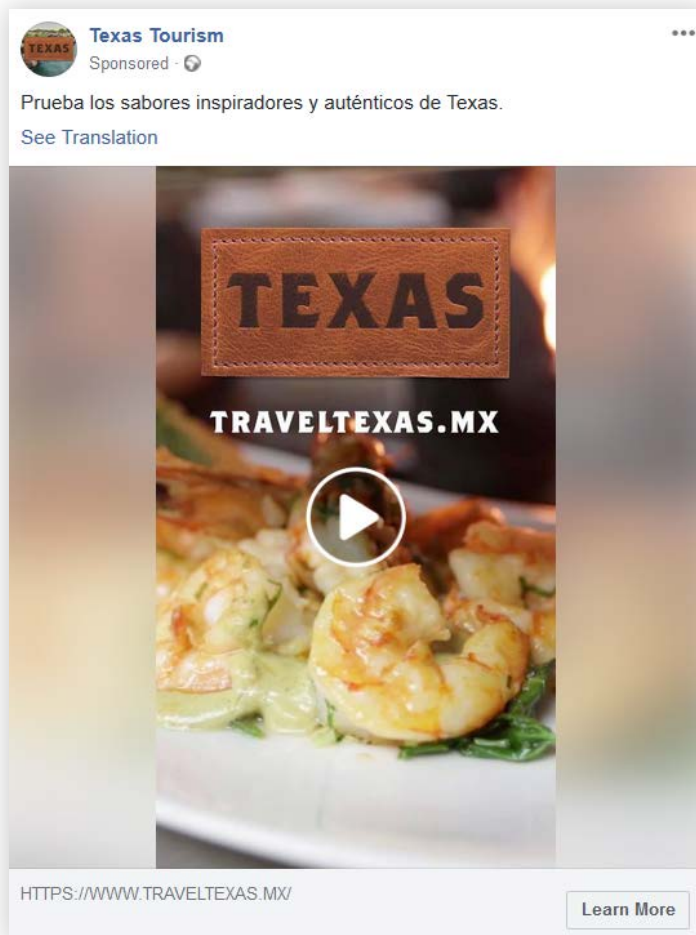 Texas Tourism
Sponsored ·
Prueba los sabores inspiradores y auténticos de Texas.
See Translation
TEXAS
TRAVELTEXAS.MX
HTTPS://WWW.TRAVELTEXAS.MX/
Learn More